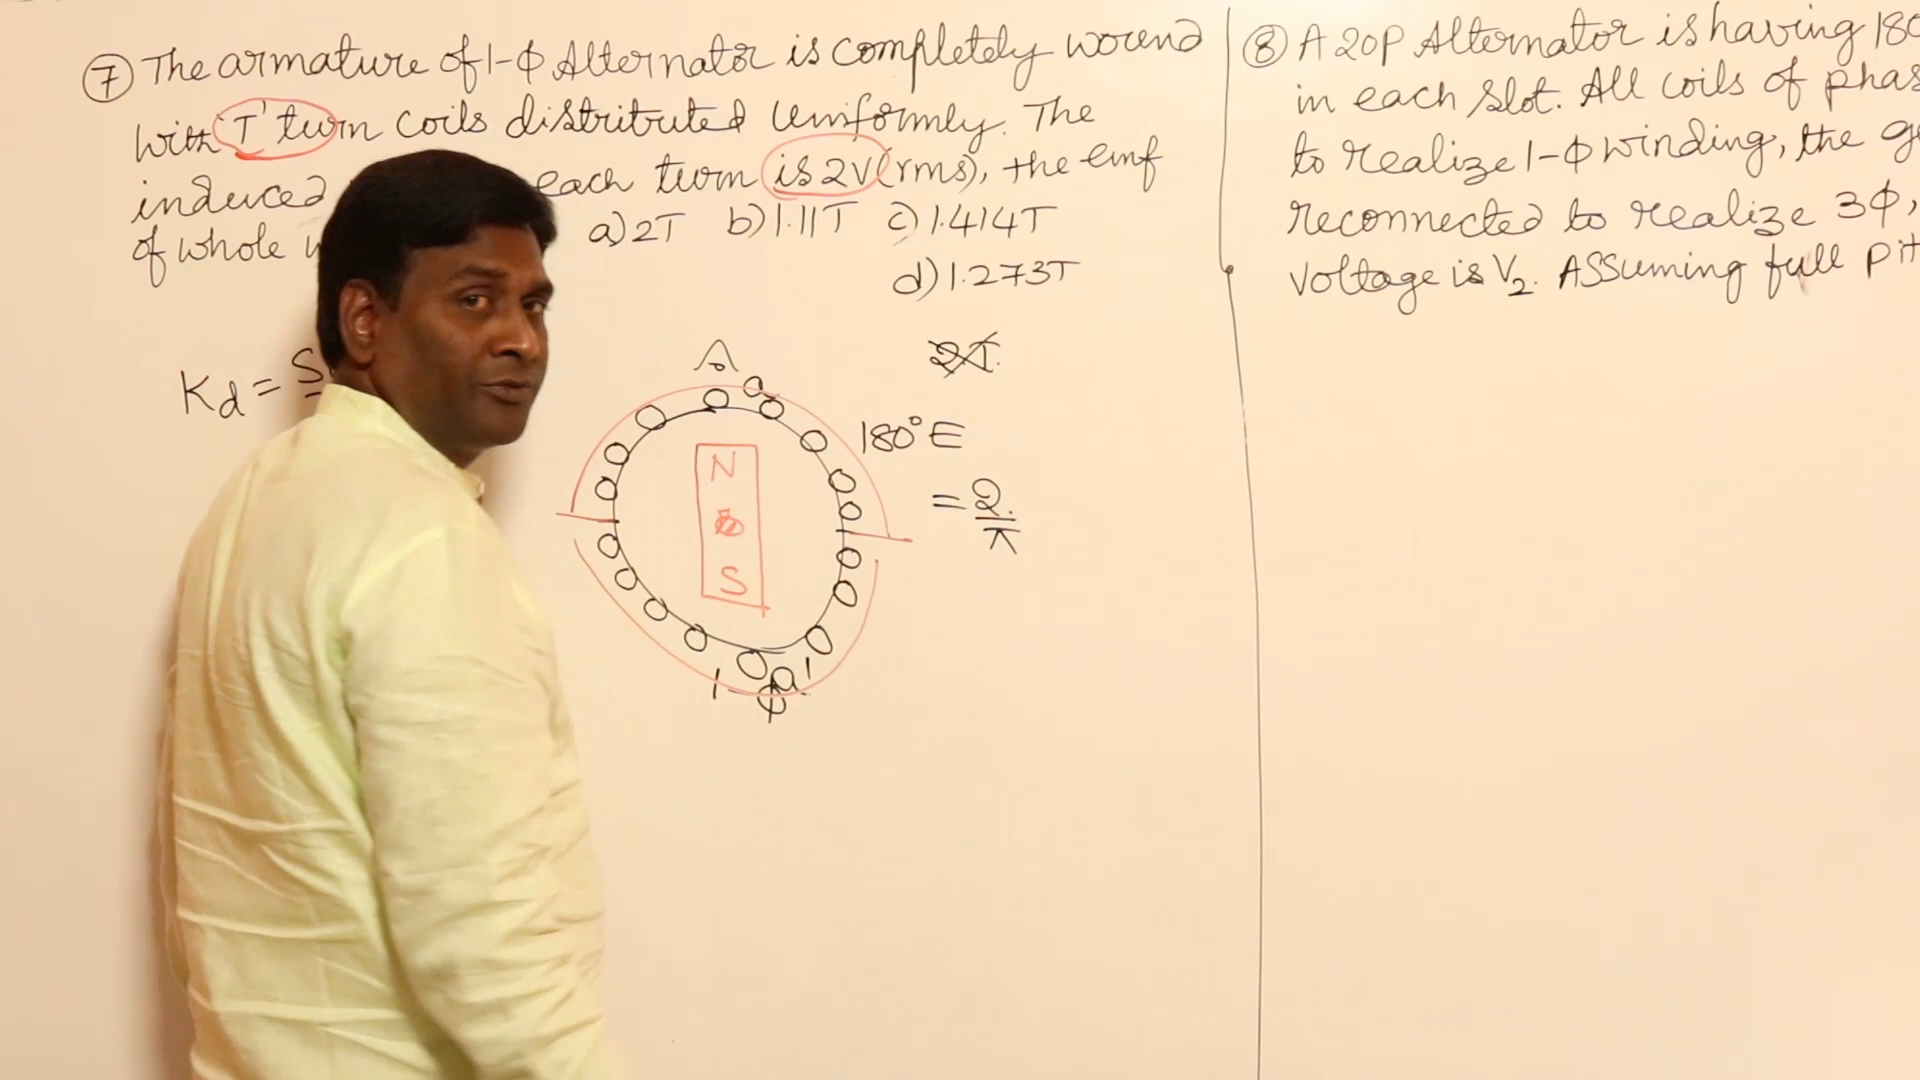 ⑦ The armature of 1-ϕ Alternator is completely wound
with 'T' turn coils distributed uniformly. The
induced each turn is 2V(rms), the emf
of whole a) 2T b) 1.11T c) 1.414T
d) 1.273T
Kd = S
A
a
N
S
a'
1-ϕ
2T.
180° E
= 2/π
⑧ A 20P Alternator is having 180
in each slot. All coils of phas
to realize 1-ϕ winding, the ge
reconnected to realize 3ϕ,
voltage is V₂. Assuming full pit